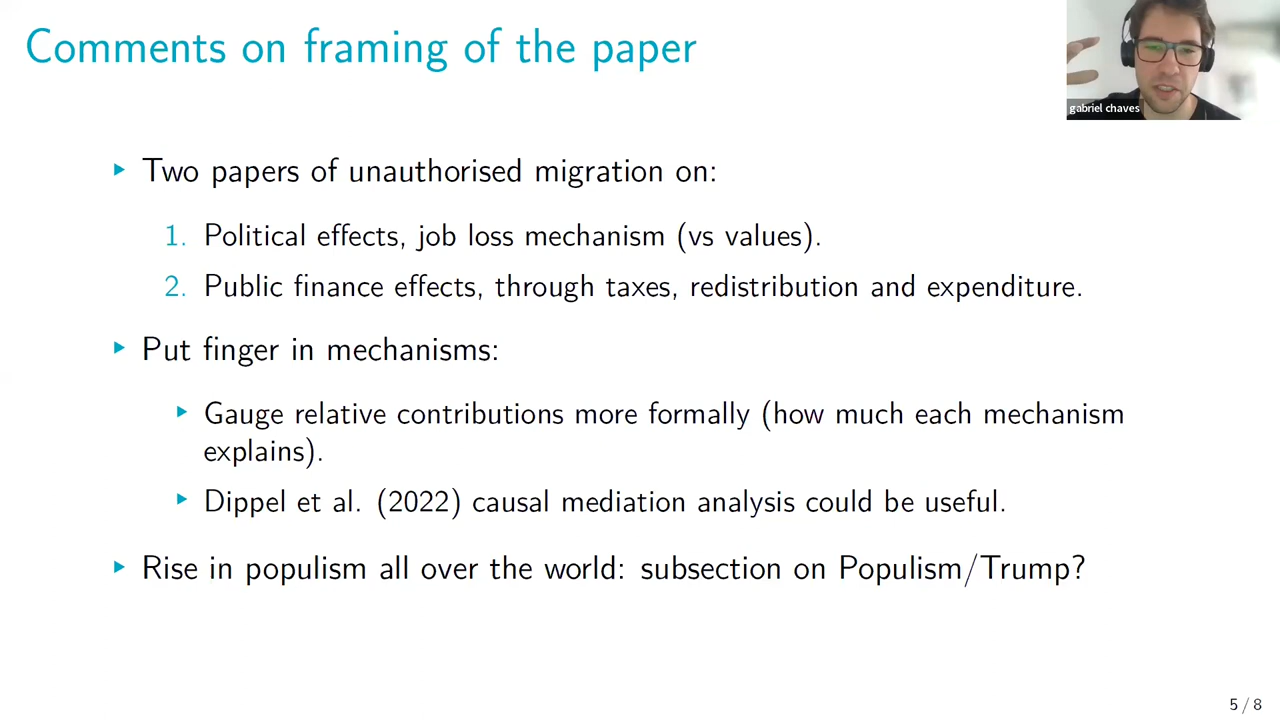 Comments on framing of the paper
gabriel chaves
▸ Two papers of unauthorised migration on:
1. Political effects, job loss mechanism (vs values).
2. Public finance effects, through taxes, redistribution and expenditure.
▸ Put finger in mechanisms:
▸ Gauge relative contributions more formally (how much each mechanism
explains).
▸ Dippel et al. (2022) causal mediation analysis could be useful.
▸ Rise in populism all over the world: subsection on Populism/Trump?
5 / 8